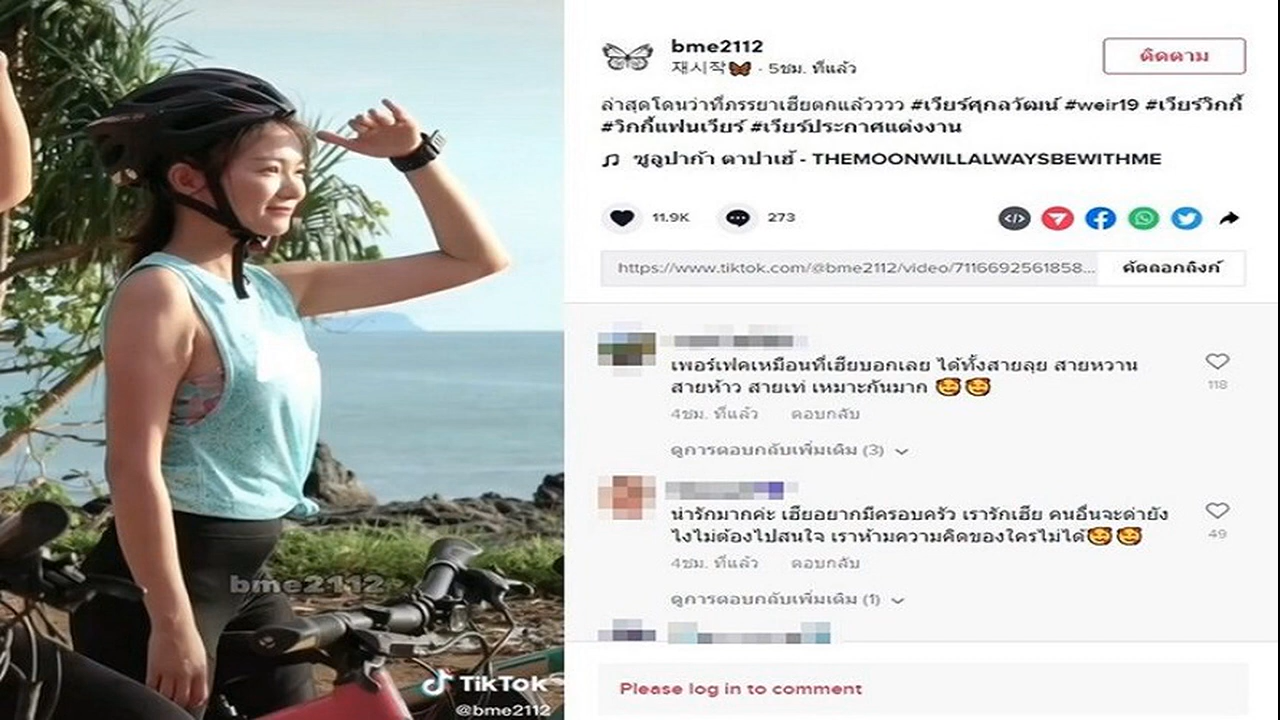 bme2112
TikTok
@bme2112
bme2112
재시작🦋 · 5ชม. ที่แล้ว
ติดตาม
ล่าสุดโดนว่าที่ภรรยาเฮียตกแล้วววว #เวียร์ศุกลวัฒน์ #weir19 #เวียร์วิกกี้
#วิกกี้แฟนเวียร์ #เวียร์ประกาศแต่งงาน
ซูลูปาก้า ตาปาเฮ้ - THEMOONWILLALWAYSBEWITHME
11.9K
273
https://www.tiktok.com/@bme2112/video/7116692561858...
คัดลอกลิงก์
เพอร์เฟคเหมือนที่เฮียบอกเลย ได้ทั้งสายลุย สายหวาน
สายห้าว สายเท่ เหมาะกันมาก 🥰🥰
118
4ชม. ที่แล้ว ตอบกลับ
ดูการตอบกลับเพิ่มเติม (3)
น่ารักมากค่ะ เฮียอยากมีครอบครัว เรารักเฮีย คนอื่นจะด่ายัง
ไงไม่ต้องไปสนใจ เราห้ามความคิดของใครไม่ได้🥰🥰
49
4ชม. ที่แล้ว ตอบกลับ
ดูการตอบกลับเพิ่มเติม (1)
Please log in to comment